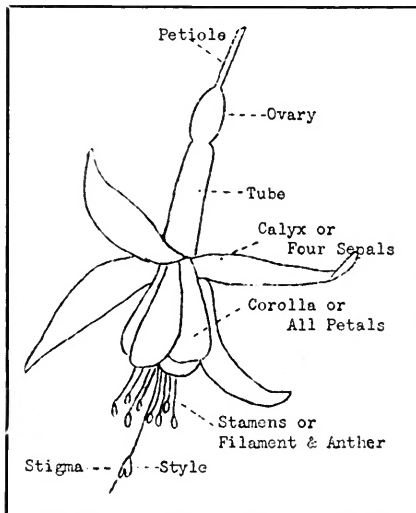 Petiole
Ovary
Tube
Calyx or
Four Sepals
Corolla or
All Petals
Stamens or
Filament & Anther
Stigma
Style